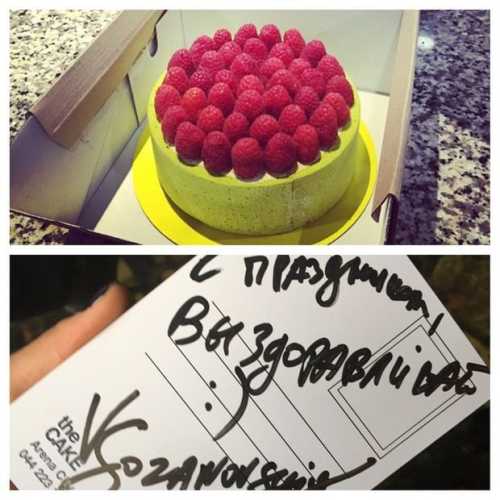 С ПРАЗДНИКОМ,
ВЫЗДОРАВЛИВАЙ
:)
the
CAKE
Arena
044 223